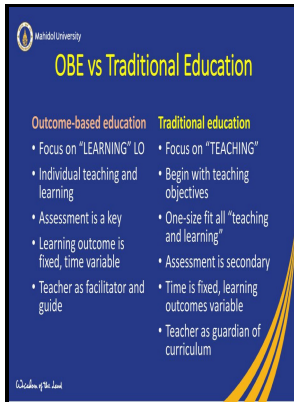 Mahidol University
OBE vs Traditional Education
Outcome-based education
• Focus on "LEARNING" LO
• Individual teaching and
learning
• Assessment is a key
• Learning outcome is
fixed, time variable
• Teacher as facilitator and
guide
Traditional education
• Focus on "TEACHING"
• Begin with teaching
objectives
• One-size fit all "teaching
and learning"
• Assessment is secondary
• Time is fixed, learning
outcomes variable
• Teacher as guardian of
curriculum
Wisdom of the Land